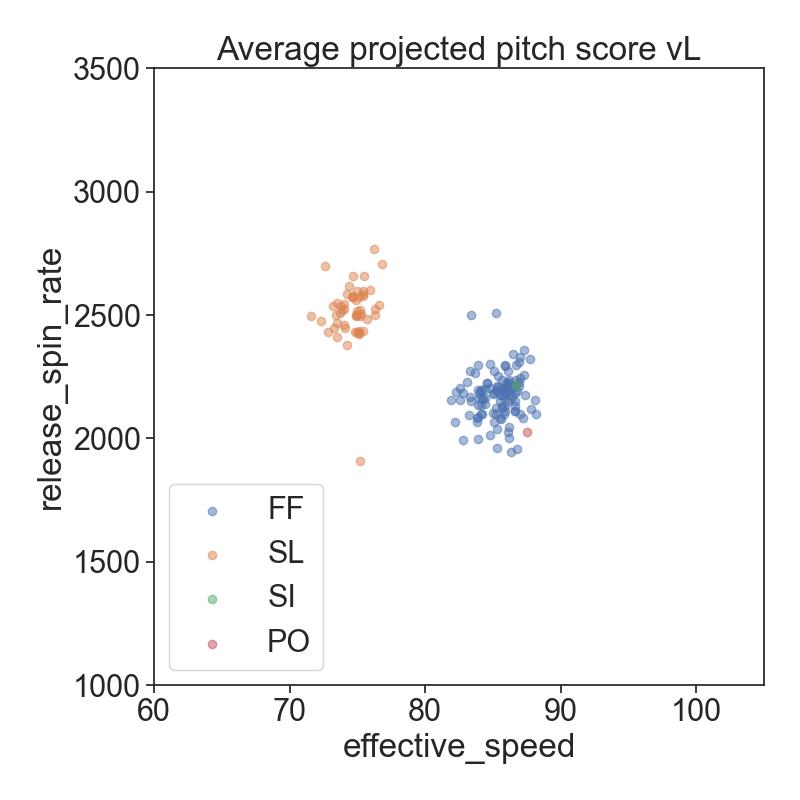 Average projected pitch score vL
3500
3000
2500
2000
1500
1000
release_spin_rate
FF
SL
SI
PO
60 70 80 90 100
effective_speed